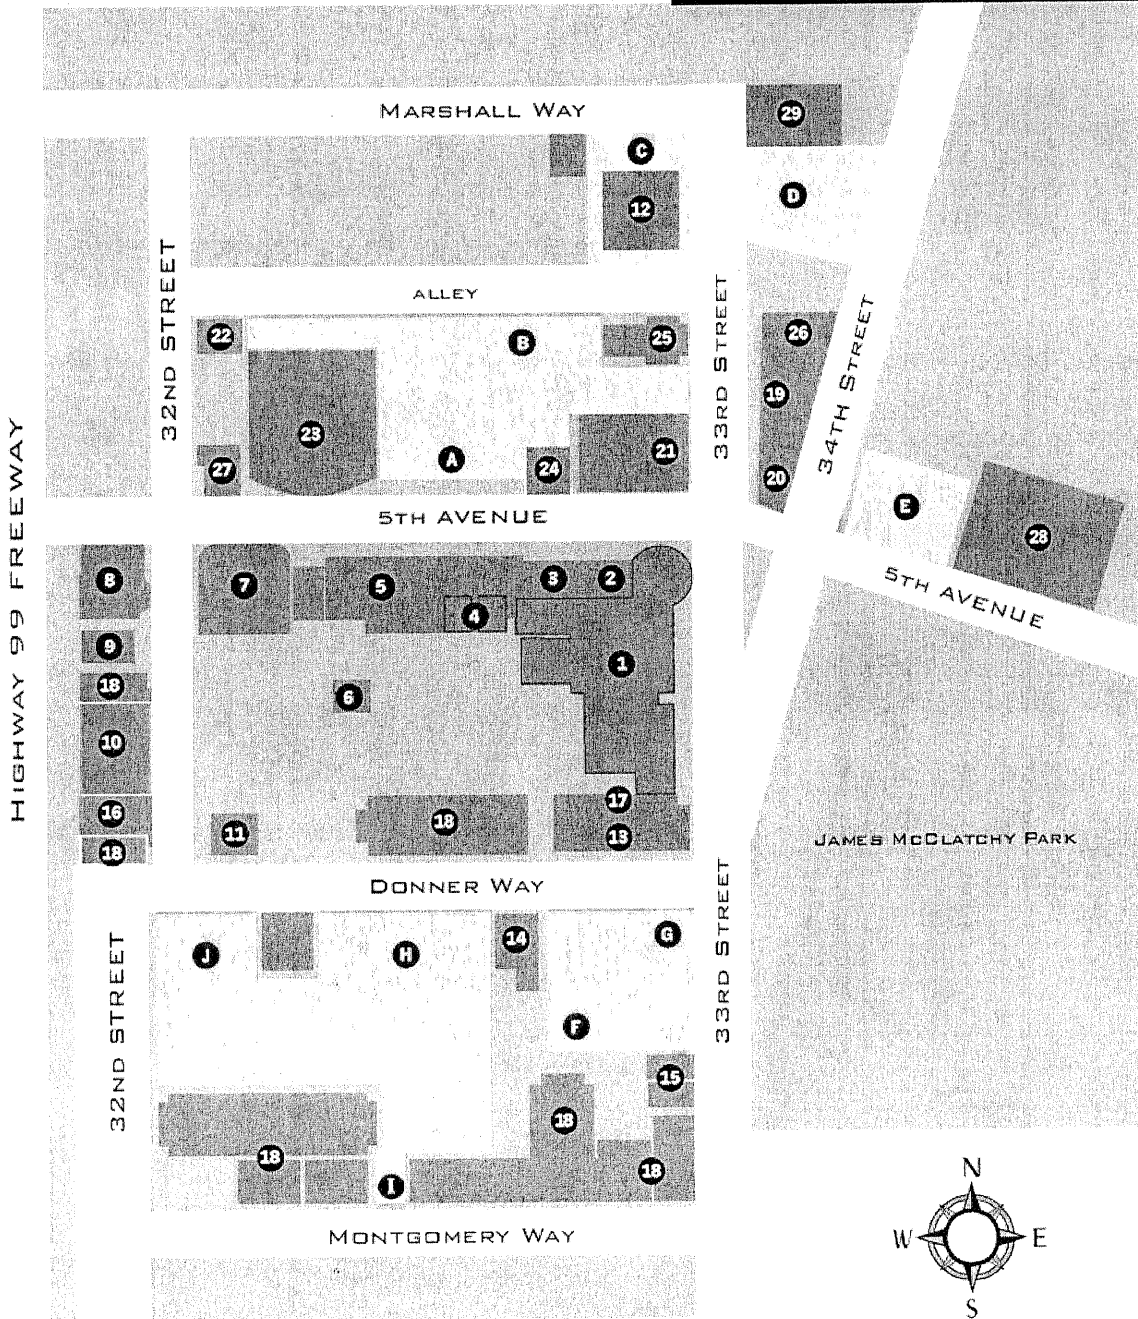 MARSHALL WAY
29
C
D
12
32ND STREET
ALLEY
33RD STREET
34TH STREET
22
B
25
26
19
23
A
21
27
24
20
E
28
HIGHWAY 99 FREEWAY
5TH AVENUE
5TH AVENUE
8
7
5
3
2
4
9
1
18
6
10
16
17
11
18
13
18
JAMES MCCLATCHY PARK
DONNER WAY
32ND STREET
33RD STREET
J
H
14
G
F
15
18
18
18
I
MONTGOMERY WAY
N
W
E
S